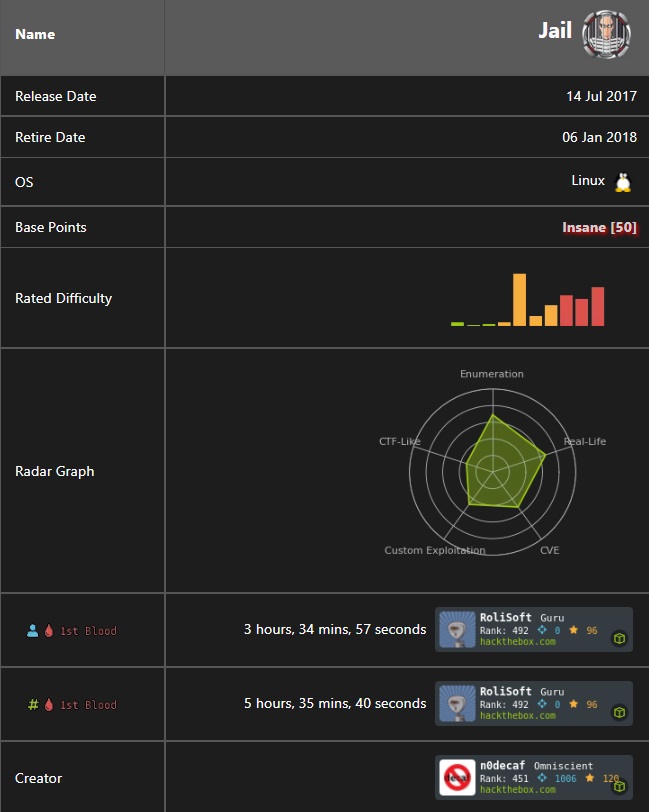 Name
Jail
Release Date
14 Jul 2017
Retire Date
06 Jan 2018
OS
Linux
Base Points
Insane [50]
Rated Difficulty
Radar Graph
Enumeration
CTF-Like
Real-Life
Custom Exploitation
CVE
1st Blood
3 hours, 34 mins, 57 seconds
RoliSoft Guru
Rank: 492 0 96
hackthebox.com
# 1st Blood
5 hours, 35 mins, 40 seconds
RoliSoft Guru
Rank: 492 0 96
hackthebox.com
Creator
n0decaf Omniscient
Rank: 451 1006 120
hackthebox.com